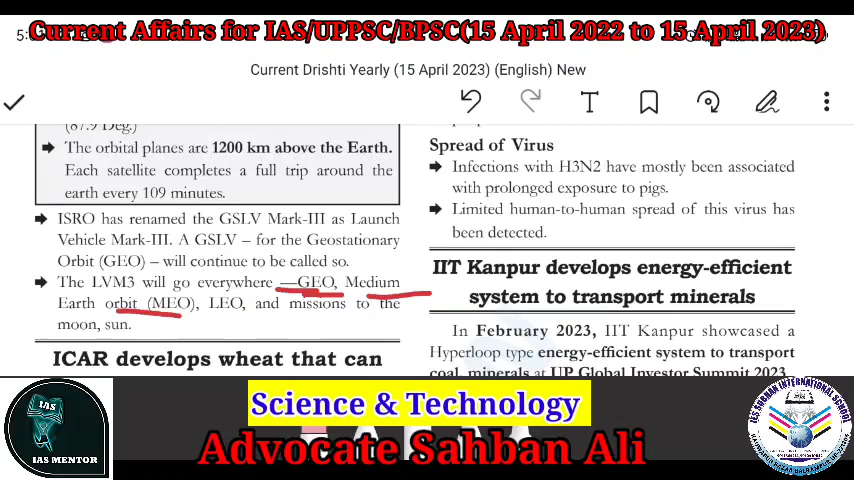 Current Affairs for IAS/UPPSC/BPSC(15 April 2022 to 15 April 2023)
Current Drishti Yearly (15 April 2023) (English) New
(87.9 Deg.)
The orbital planes are 1200 km above the Earth.
Each satellite completes a full trip around the
earth every 109 minutes.
ISRO has renamed the GSLV Mark-III as Launch
Vehicle Mark-III. A GSLV – for the Geostationary
Orbit (GEO) – will continue to be called so.
The LVM3 will go everywhere —GEO, Medium
Earth orbit (MEO), LEO, and missions to the
moon, sun.
ICAR develops wheat that can
Spread of Virus
Infections with H3N2 have mostly been associated
with prolonged exposure to pigs.
Limited human-to-human spread of this virus has
been detected.
IIT Kanpur develops energy-efficient
system to transport minerals
In February 2023, IIT Kanpur showcased a
Hyperloop type energy-efficient system to transport
coal, minerals at UP Global Investor Summit 2023.
Science & Technology
Advocate Sahban Ali
IAS
IAS MENTOR